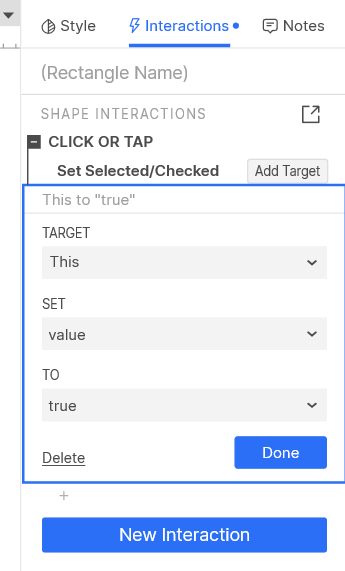 Style Interactions Notes
(Rectangle Name)
SHAPE INTERACTIONS
CLICK OR TAP
Set Selected/Checked Add Target
This to "true"
TARGET
This
SET
value
TO
true
Delete Done
+
New Interaction